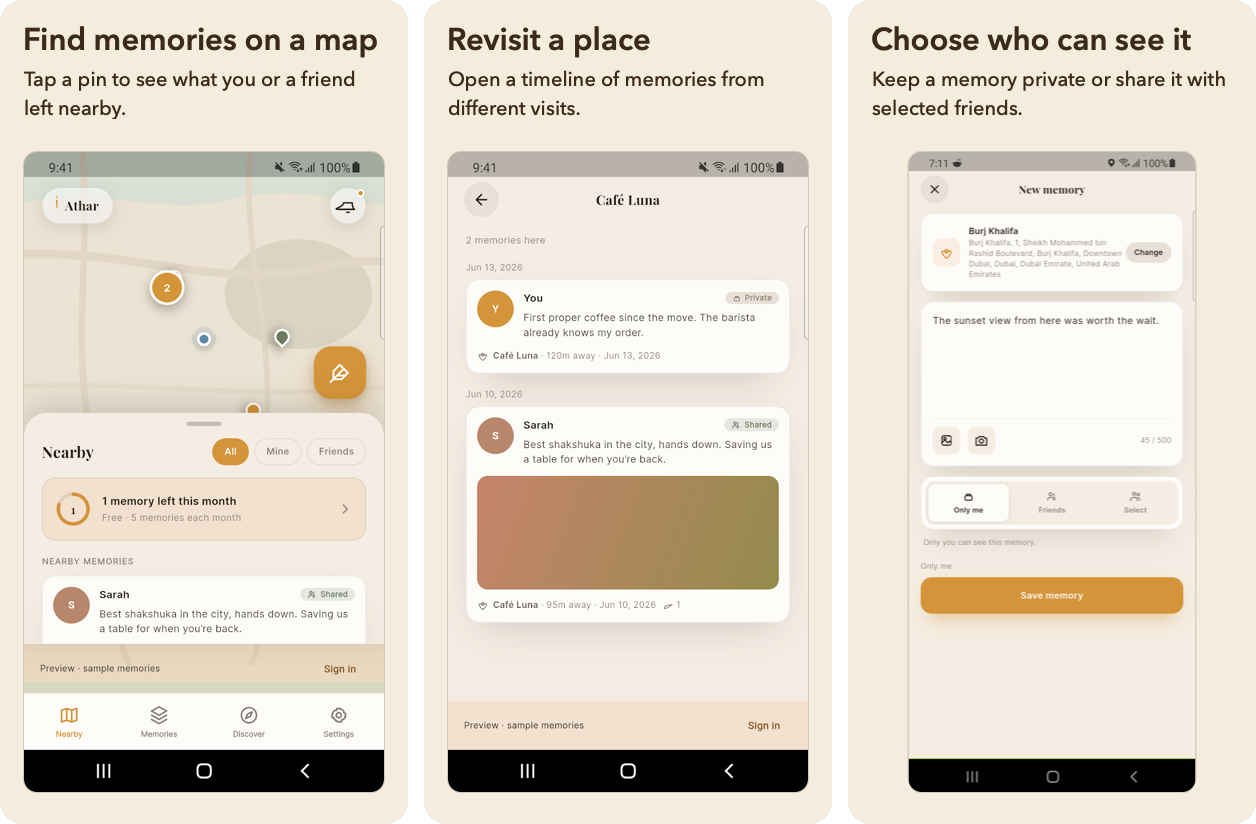 Find memories on a map
Tap a pin to see what you or a friend
left nearby.
9:41
100%
Athar
2
Nearby
All
Mine
Friends
1
1 memory left this month
Free · 5 memories each month
NEARBY MEMORIES
S
Sarah
Shared
Best shakshuka in the city, hands down. Saving us
a table for when you're back.
Preview · sample memories
Sign in
Nearby
Memories
Discover
Settings
Revisit a place
Open a timeline of memories from
different visits.
9:41
100%
Café Luna
2 memories here
Jun 13, 2026
Y
You
Private
First proper coffee since the move. The barista
already knows my order.
Café Luna · 120m away · Jun 13, 2026
Jun 10, 2026
S
Sarah
Shared
Best shakshuka in the city, hands down. Saving us
a table for when you're back.
Café Luna · 95m away · Jun 10, 2026
1
Preview · sample memories
Sign in
Choose who can see it
Keep a memory private or share it with
selected friends.
7:11
100%
New memory
Burj Khalifa
Burj Khalifa, 1, Sheikh Mohammed bin
Rashid Boulevard, Burj Khalifa, Downtown
Dubai, Dubai, Dubai Emirate, United Arab
Emirates
Change
The sunset view from here was worth the wait.
45 / 500
Only me
Friends
Select
Only you can see this memory.
Only me
Save memory